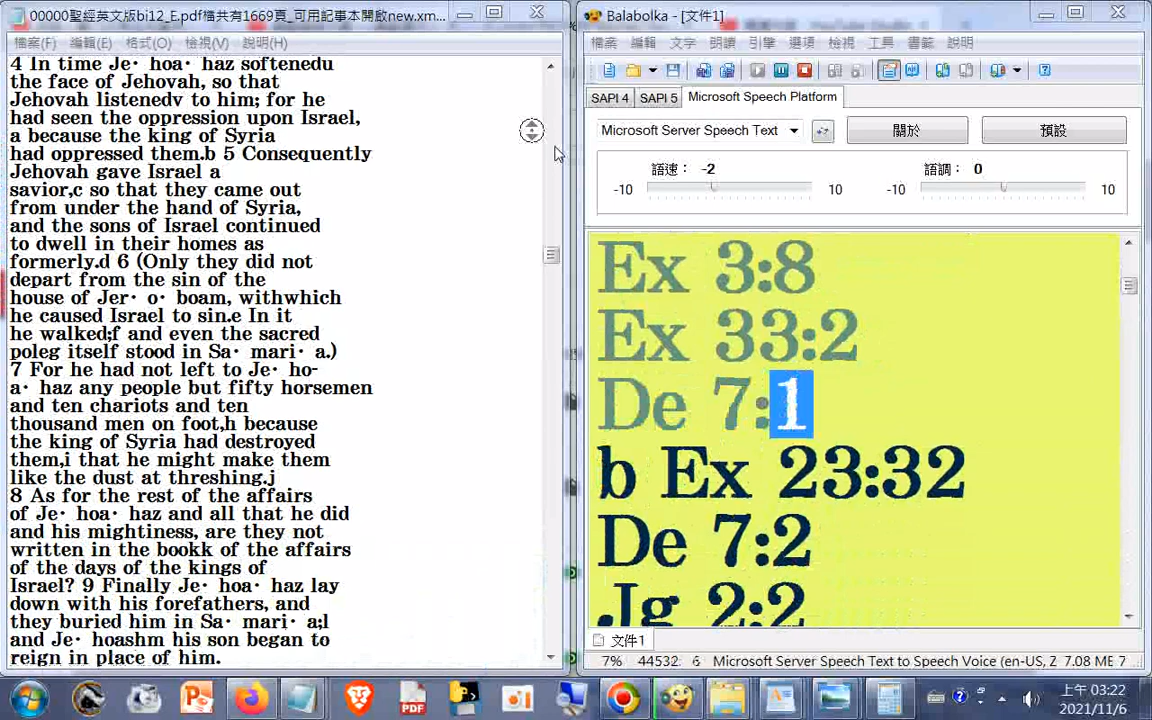 00000聖經英文版bi12_E.pdf檔共有1669頁_可用記事本開啟new.xm...
檔案(F) 編輯(E) 格式(O) 檢視(V) 說明(H)
4 In time Je· hoa· haz softenedu
the face of Jehovah, so that
Jehovah listenedv to him; for he
had seen the oppression upon Israel,
a because the king of Syria
had oppressed them.b 5 Consequently
Jehovah gave Israel a
savior,c so that they came out
from under the hand of Syria,
and the sons of Israel continued
to dwell in their homes as
formerly.d 6 (Only they did not
depart from the sin of the
house of Jer· o· boam, withwhich
he caused Israel to sin.e In it
he walked;f and even the sacred
poleg itself stood in Sa· mari· a.)
7 For he had not left to Je· ho-
a· haz any people but fifty horsemen
and ten chariots and ten
thousand men on foot,h because
the king of Syria had destroyed
them,i that he might make them
like the dust at threshing.j
8 As for the rest of the affairs
of Je· hoa· haz and all that he did
and his mightiness, are they not
written in the bookk of the affairs
of the days of the kings of
Israel? 9 Finally Je· hoa· haz lay
down with his forefathers, and
they buried him in Sa· mari· a;l
and Je· hoashm his son began to
reign in place of him.
Balabolka - [文件1]
檔案 編輯 文字 朗讀 引擎 選項 檢視 工具 書籤 說明
SAPI 4 SAPI 5 Microsoft Speech Platform
Microsoft Server Speech Text 關於 預設
語速： -2 語調： 0
-10 10 -10 10
Ex 3:8
Ex 33:2
De 7:1
b Ex 23:32
De 7:2
Jg 2:2
文件1
7% 44532: 6 Microsoft Server Speech Text to Speech Voice (en-US, Z 7.08 ME 7
上午 03:22
2021/11/6